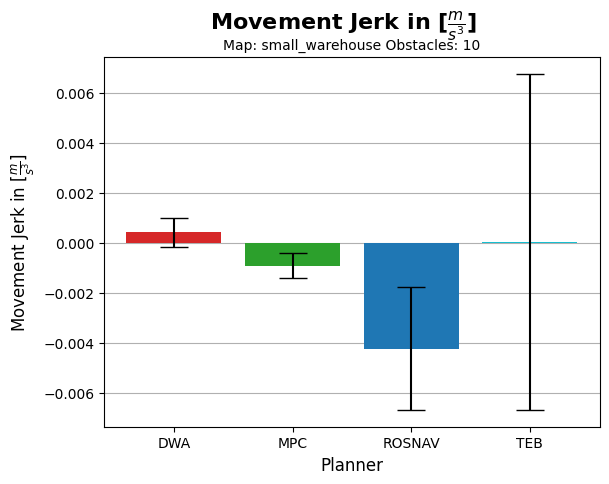 Movement Jerk in [m/s³]
Map: small_warehouse Obstacles: 10
Movement Jerk in [m/s³]
0.006
0.004
0.002
0.000
−0.002
−0.004
−0.006
DWA MPC ROSNAV TEB
Planner